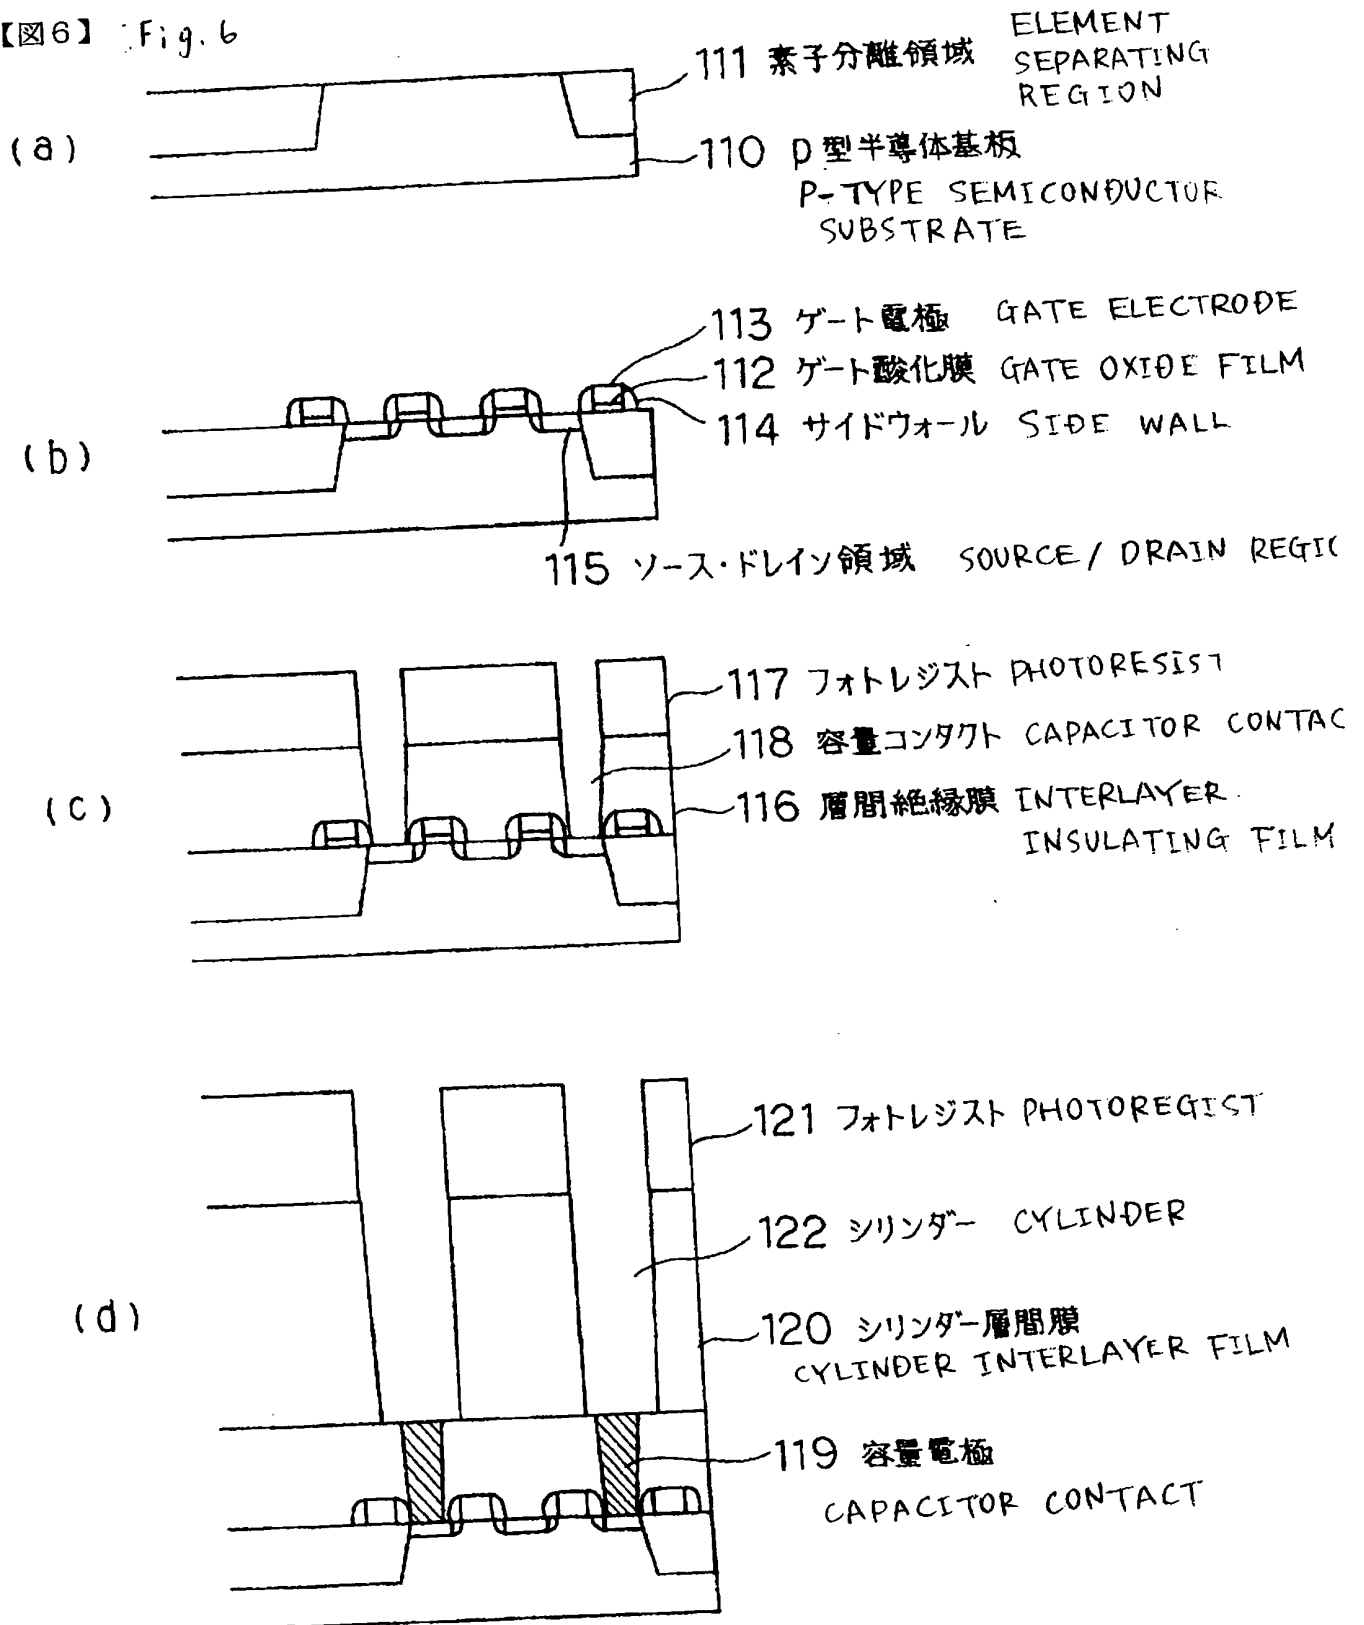 【図6】 Fig. 6
(a)
111 素子分離領域 ELEMENT
SEPARATING
REGION
110 p型半導体基板
P-TYPE SEMICONDUCTOR
SUBSTRATE
(b)
113 ゲート電極 GATE ELECTRODE
112 ゲート酸化膜 GATE OXIDE FILM
114 サイドウォール SIDE WALL
115 ソース・ドレイン領域 SOURCE / DRAIN REGIC
(c)
117 フォトレジスト PHOTORESIST
118 容量コンタクト CAPACITOR CONTAC
116 層間絶縁膜 INTERLAYER
INSULATING FILM
(d)
121 フォトレジスト PHOTOREGIST
122 シリンダー CYLINDER
120 シリンダー層間膜
CYLINDER INTERLAYER FILM
119 容量電極
CAPACITOR CONTACT